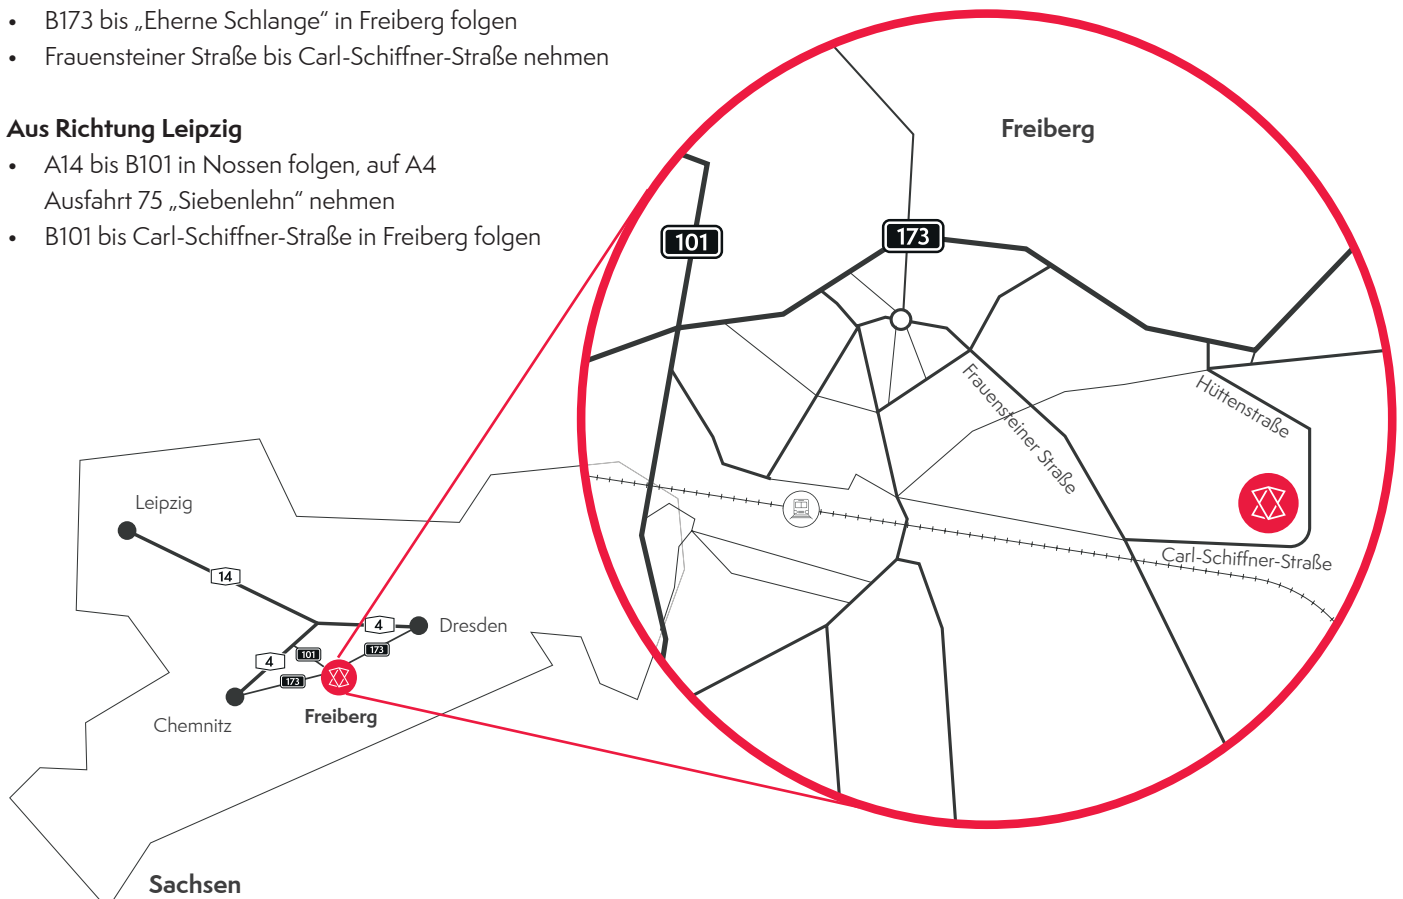 • B173 bis „Eherne Schlange“ in Freiberg folgen
• Frauensteiner Straße bis Carl-Schiffner-Straße nehmen
Aus Richtung Leipzig
• A14 bis B101 in Nossen folgen, auf A4
Ausfahrt 75 „Siebenlehn“ nehmen
• B101 bis Carl-Schiffner-Straße in Freiberg folgen
Freiberg
101
173
Frauensteiner Straße
Hüttenstraße
Carl-Schiffner-Straße
Leipzig
14
4
Dresden
173
101
4
173
Freiberg
Chemnitz
Sachsen